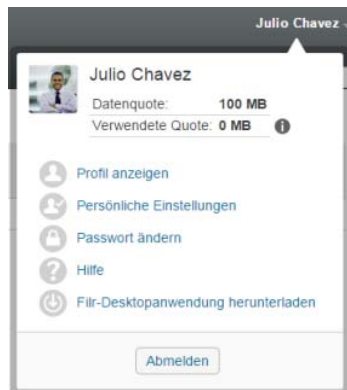 Julio Chavez
Julio Chavez
Datenquote: 100 MB
Verwendete Quote: 0 MB
Profil anzeigen
Persönliche Einstellungen
Passwort ändern
Hilfe
Filr-Desktopanwendung herunterladen
Abmelden